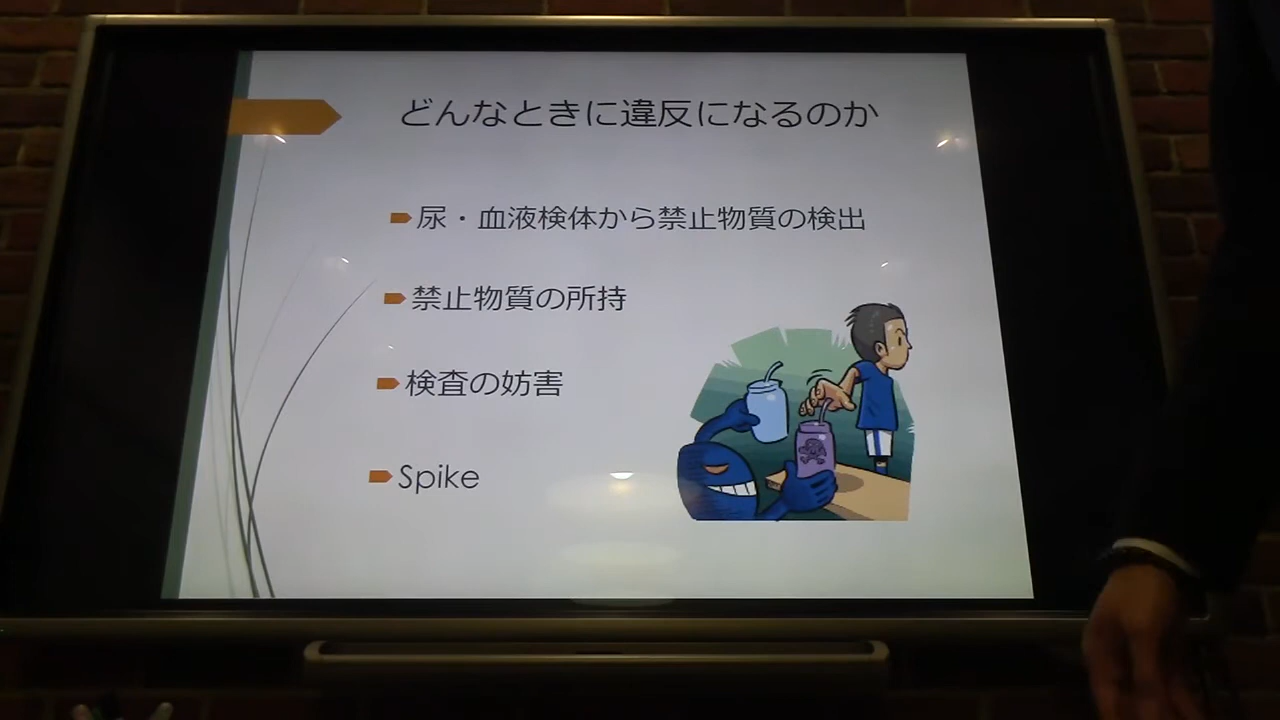 どんなときに違反になるのか
尿・血液検体から禁止物質の検出
禁止物質の所持
検査の妨害
Spike